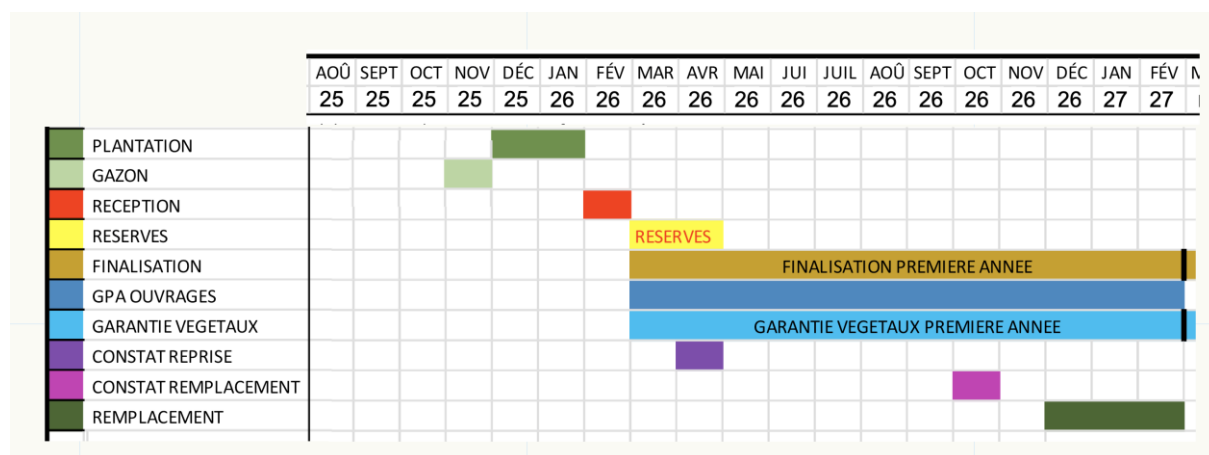 AOÛ SEPT OCT NOV DÉC JAN FÉV MAR AVR MAI JUI JUIL AOÛ SEPT OCT NOV DÉC JAN FÉV
25 25 25 25 25 26 26 26 26 26 26 26 26 26 26 26 26 27 27
PLANTATION
GAZON
RECEPTION
RESERVES RESERVES
FINALISATION FINALISATION PREMIERE ANNEE
GPA OUVRAGES
GARANTIE VEGETAUX GARANTIE VEGETAUX PREMIERE ANNEE
CONSTAT REPRISE
CONSTAT REMPLACEMENT
REMPLACEMENT